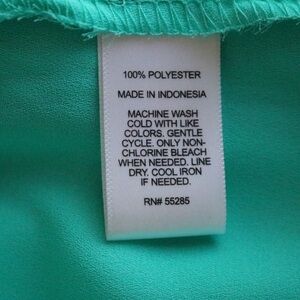 100% POLYESTER
MADE IN INDONESIA
MACHINE WASH
COLD WITH LIKE
COLORS. GENTLE
CYCLE. ONLY NON-
CHLORINE BLEACH
WHEN NEEDED. LINE
DRY. COOL IRON
IF NEEDED.
RN# 55285